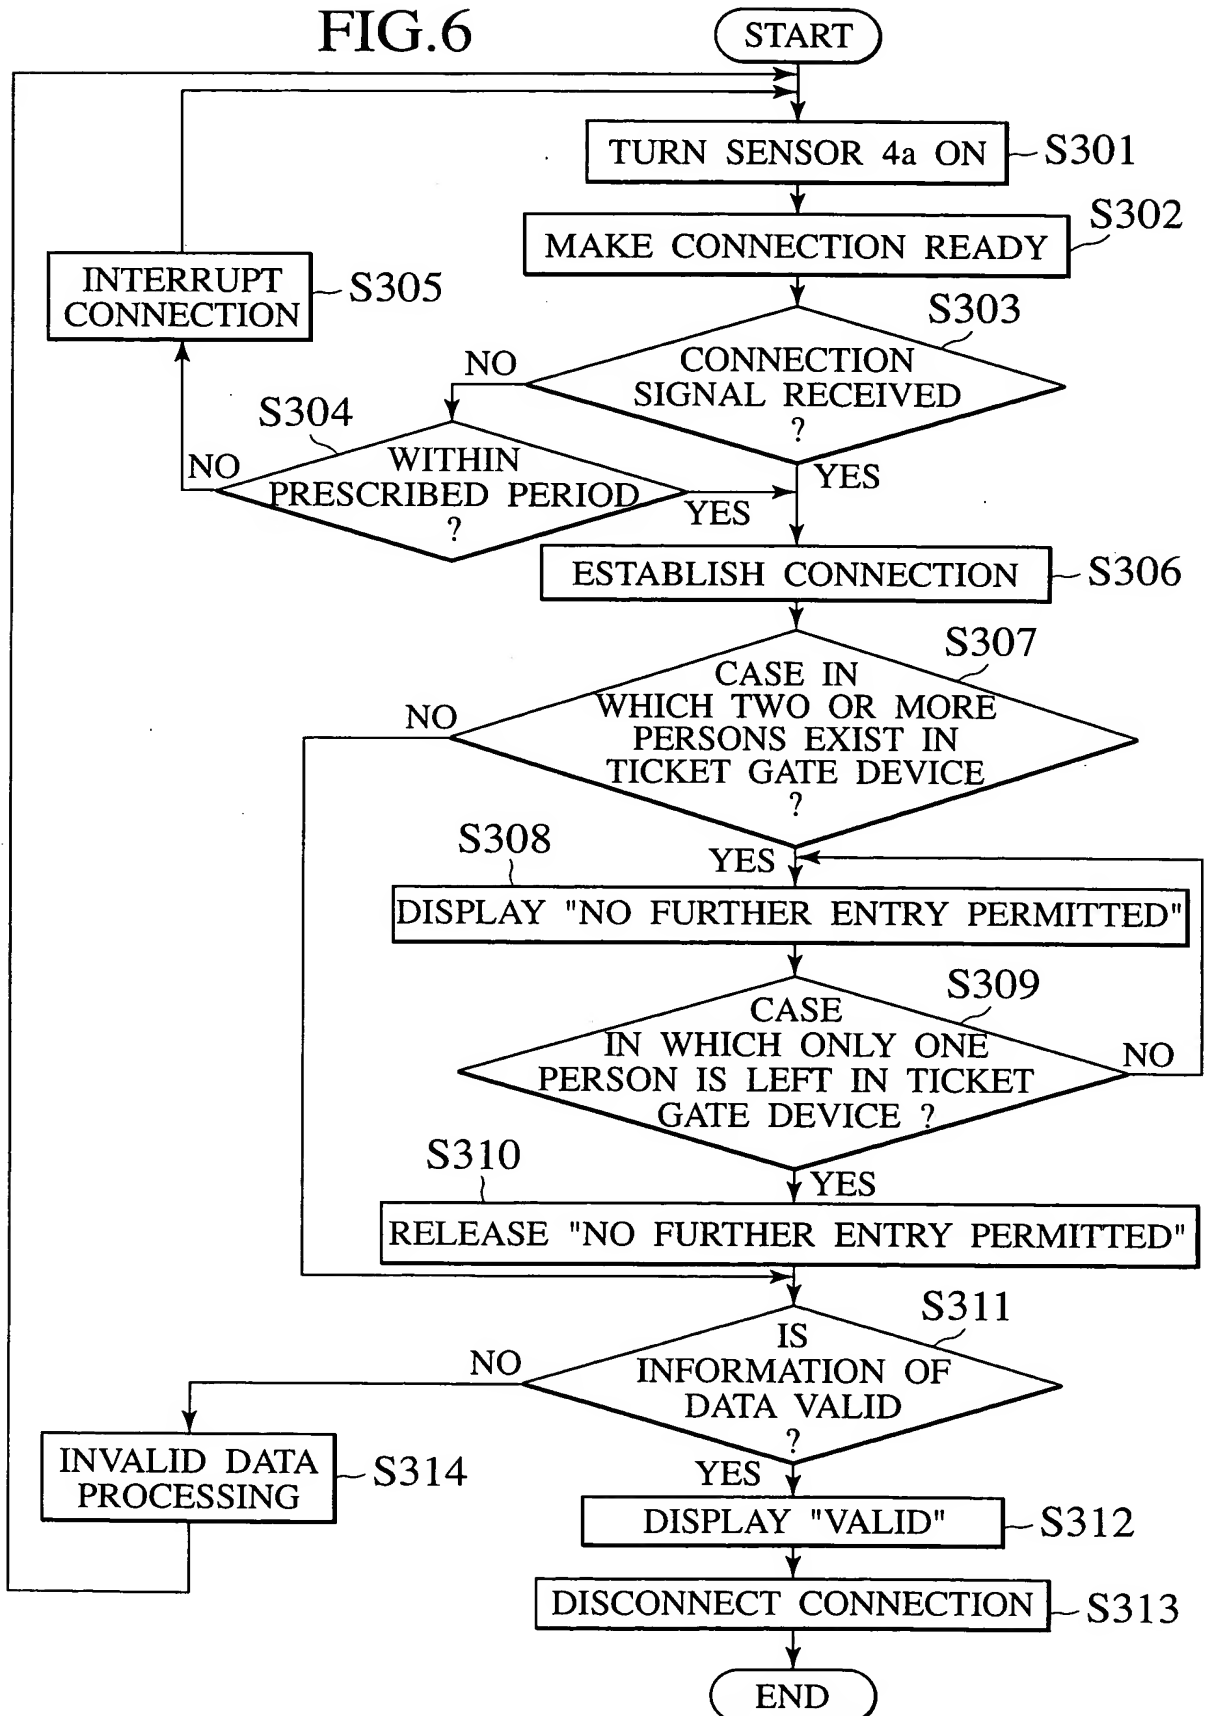 FIG.6
START
TURN SENSOR 4a ON
S301
MAKE CONNECTION READY
S302
INTERRUPT
CONNECTION
S305
S303
CONNECTION
SIGNAL RECEIVED
?
NO
YES
S304
WITHIN
PRESCRIBED PERIOD
?
NO
YES
ESTABLISH CONNECTION
S306
S307
CASE IN
WHICH TWO OR MORE
PERSONS EXIST IN
TICKET GATE DEVICE
?
NO
YES
S308
DISPLAY "NO FURTHER ENTRY PERMITTED"
S309
CASE
IN WHICH ONLY ONE
PERSON IS LEFT IN TICKET
GATE DEVICE ?
NO
YES
S310
RELEASE "NO FURTHER ENTRY PERMITTED"
S311
IS
INFORMATION OF
DATA VALID
?
NO
YES
INVALID DATA
PROCESSING
S314
DISPLAY "VALID"
S312
DISCONNECT CONNECTION
S313
END